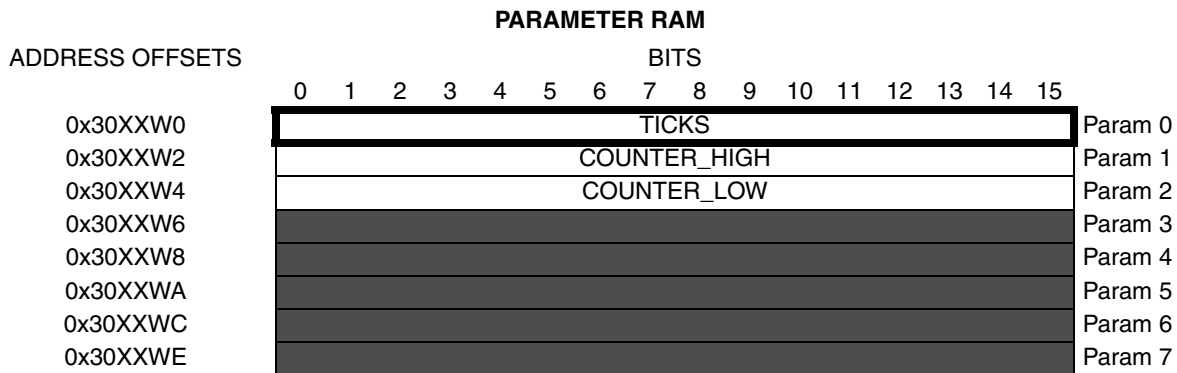 PARAMETER RAM
ADDRESS OFFSETS BITS
0 1 2 3 4 5 6 7 8 9 10 11 12 13 14 15
0x30XXW0 TICKS Param 0
0x30XXW2 COUNTER_HIGH Param 1
0x30XXW4 COUNTER_LOW Param 2
0x30XXW6 Param 3
0x30XXW8 Param 4
0x30XXWA Param 5
0x30XXWC Param 6
0x30XXWE Param 7